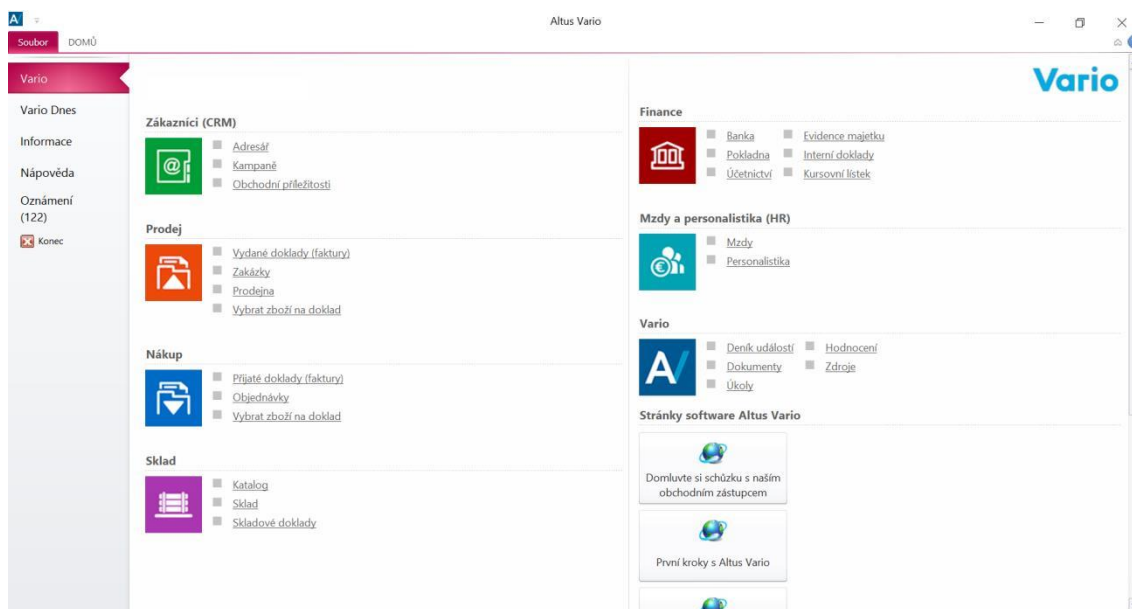 Altus Vario
Soubor DOMŮ
Vario
Vario Dnes
Informace
Nápověda
Oznámení
(122)
Konec
Zákazníci (CRM)
Adresář
Kampaně
Obchodní příležitosti
Prodej
Vydané doklady (faktury)
Zakázky
Prodejna
Vybrat zboží na doklad
Nákup
Přijaté doklady (faktury)
Objednávky
Vybrat zboží na doklad
Sklad
Katalog
Sklad
Skladové doklady
Vario
Finance
Banka Evidence majetku
Pokladna Interní doklady
Účetnictví Kursovní lístek
Mzdy a personalistika (HR)
Mzdy
Personalistika
Vario
Deník událostí Hodnocení
Dokumenty Zdroje
Úkoly
Stránky software Altus Vario
Domluvte si schůzku s naším
obchodním zástupcem
První kroky s Altus Vario